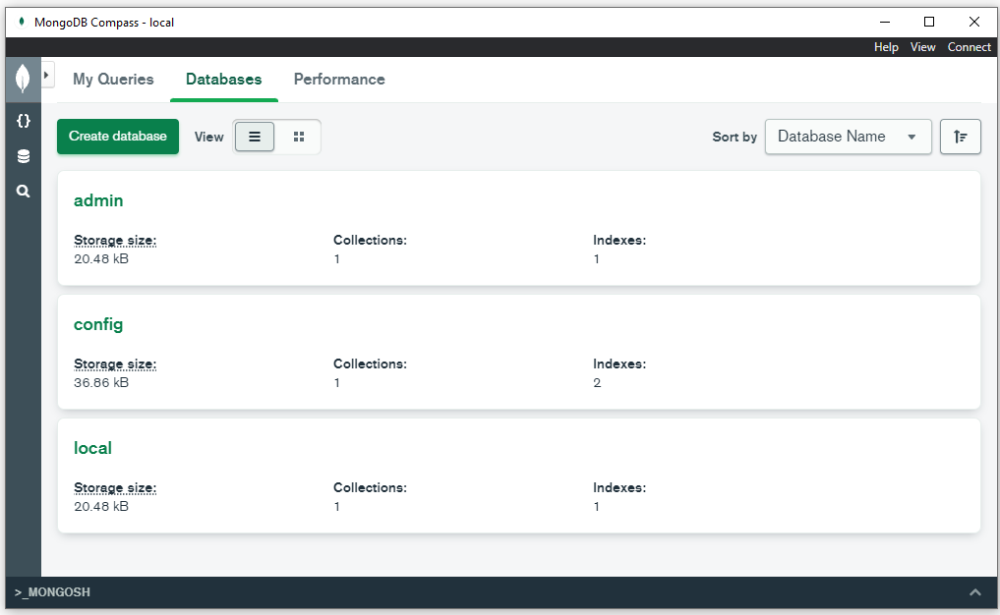 MongoDB Compass - local
Help View Connect
My Queries Databases Performance
Create database View Sort by Database Name
admin
Storage size: Collections: Indexes:
20.48 kB 1 1
config
Storage size: Collections: Indexes:
36.86 kB 1 2
local
Storage size: Collections: Indexes:
20.48 kB 1 1
>_MONGOSH